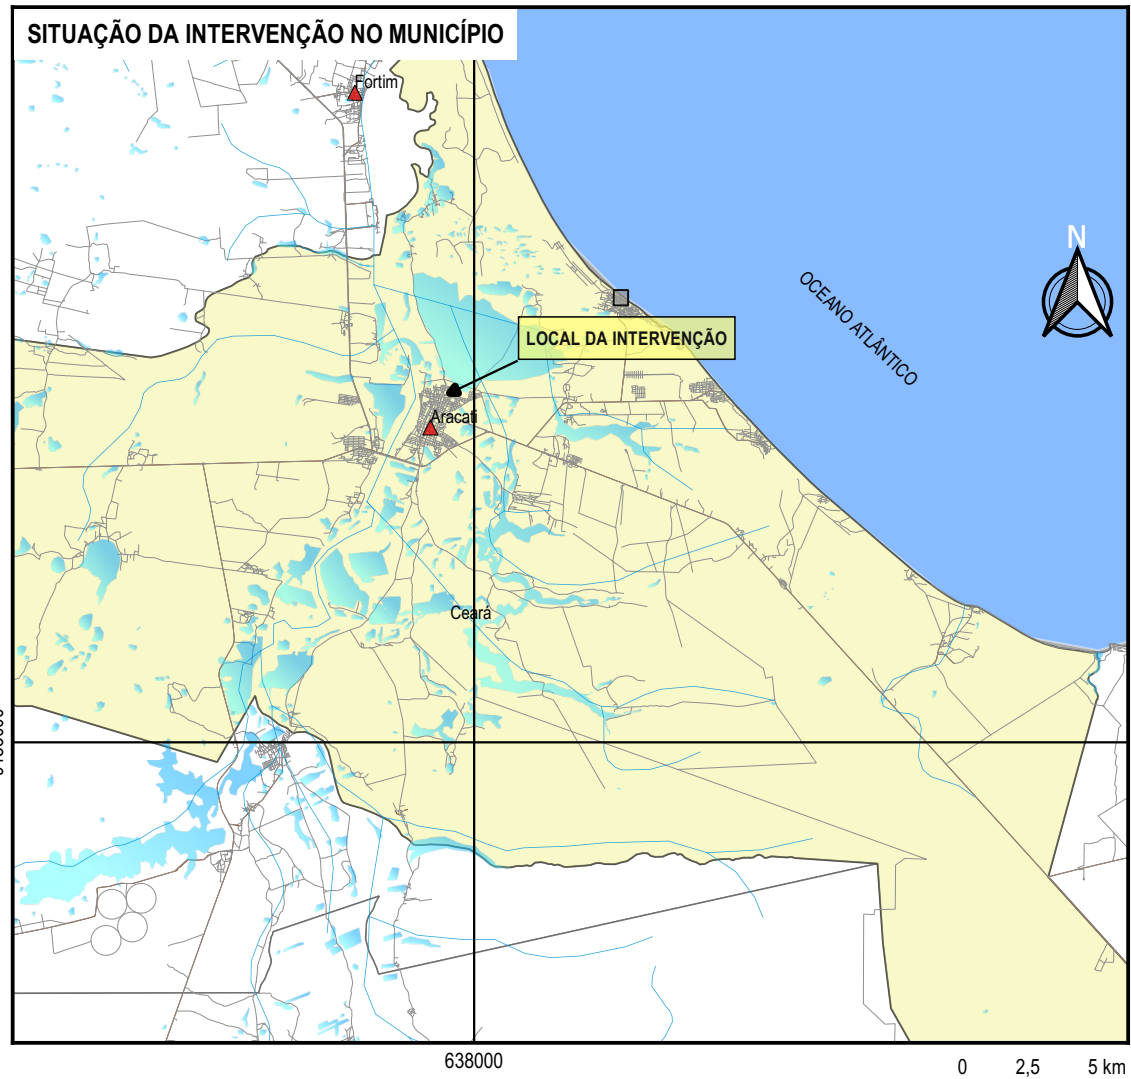 SITUAÇÃO DA INTERVENÇÃO NO MUNICÍPIO
Fortim
N
OCEANO ATLÂNTICO
LOCAL DA INTERVENÇÃO
Aracati
Ceará
638000
0 2,5 5 km